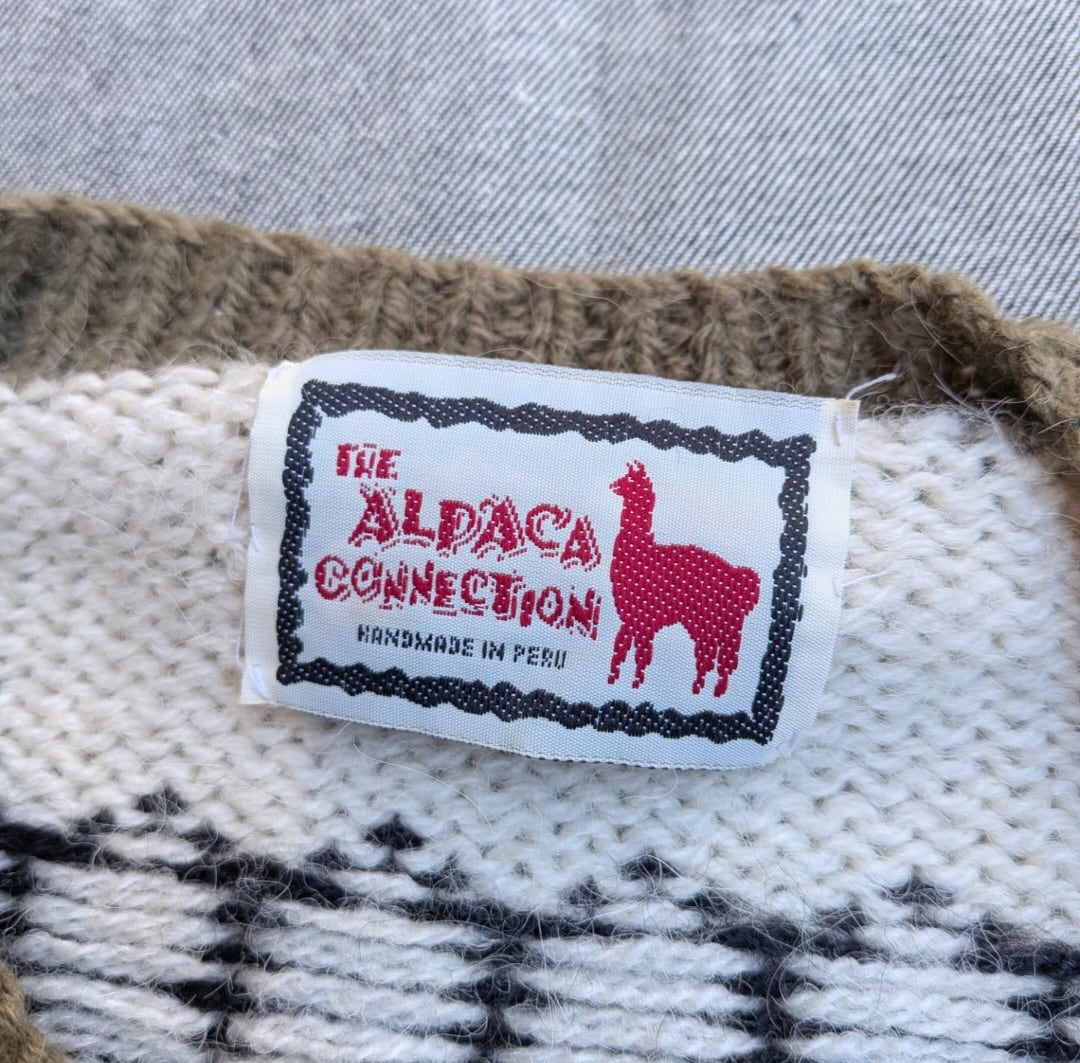 THE
ALPACA
CONNECTION
HANDMADE IN PERU